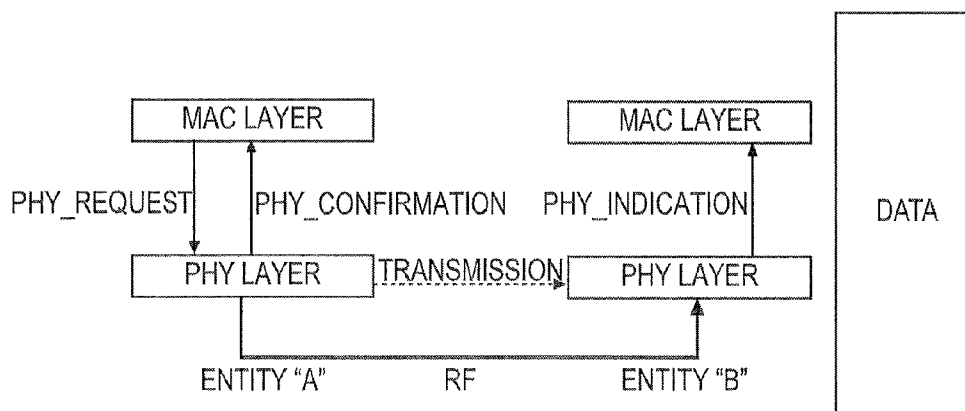 MAC LAYER MAC LAYER
PHY_REQUEST PHY_CONFIRMATION PHY_INDICATION DATA
PHY LAYER TRANSMISSION PHY LAYER
ENTITY “A” RF ENTITY “B”